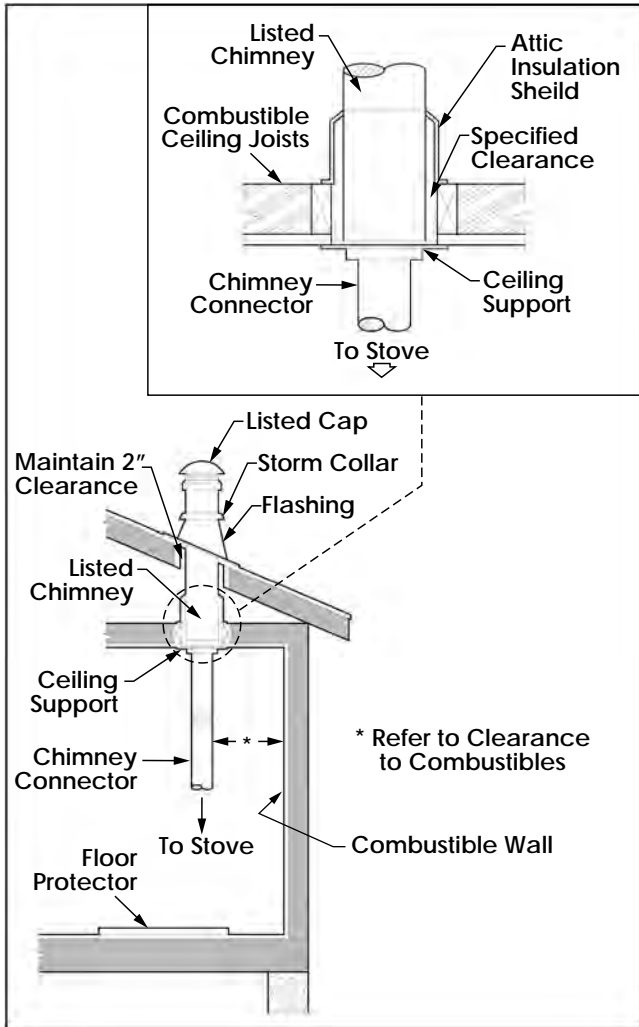 Listed
Chimney
Attic
Insulation
Sheild
Combustible
Ceiling Joists
Specified
Clearance
Chimney
Connector
Ceiling
Support
To Stove
Listed Cap
Maintain 2"
Clearance
Storm Collar
Flashing
Listed
Chimney
Ceiling
Support
*
* Refer to Clearance
to Combustibles
Chimney
Connector
To Stove
Combustible Wall
Floor
Protector